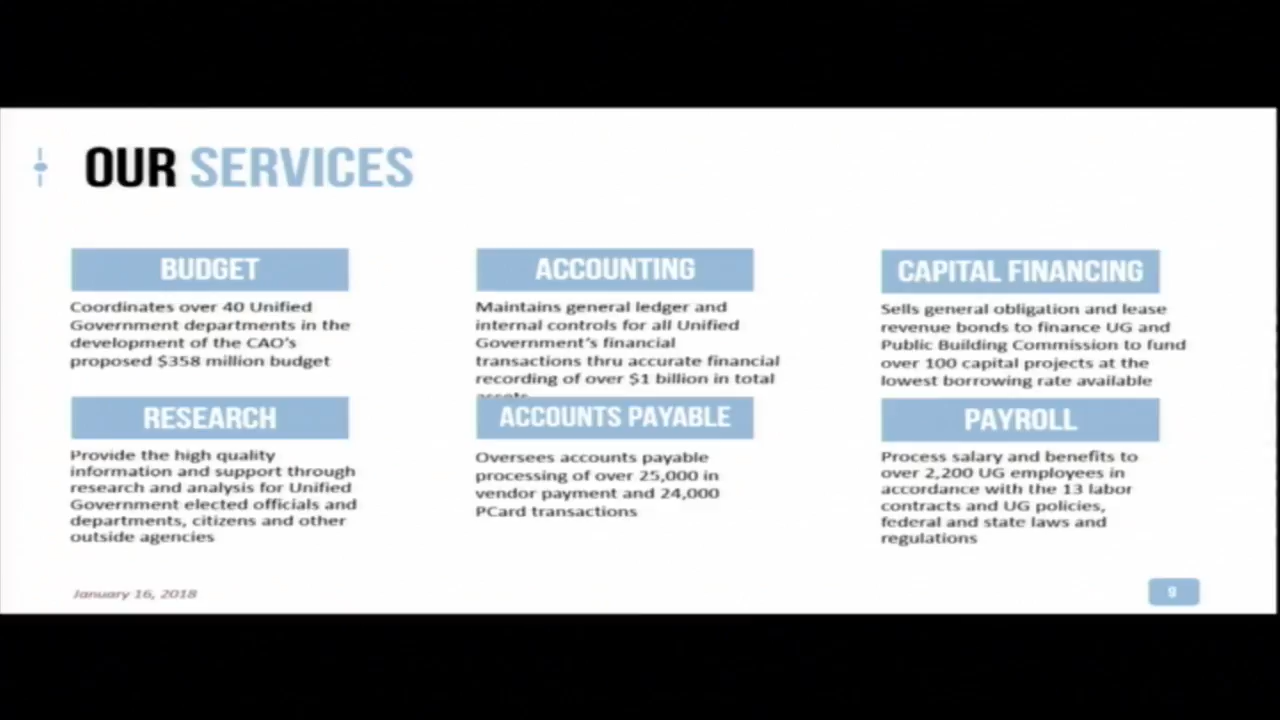 OUR SERVICES
BUDGET
Coordinates over 40 Unified
Government departments in the
development of the CAO's
proposed $358 million budget
ACCOUNTING
Maintains general ledger and
internal controls for all Unified
Government's financial
transactions thru accurate financial
recording of over $1 billion in total
assets
CAPITAL FINANCING
Sells general obligation and lease
revenue bonds to finance UG and
Public Building Commission to fund
over 100 capital projects at the
lowest borrowing rate available
RESEARCH
Provide the high quality
information and support through
research and analysis for Unified
Government elected officials and
departments, citizens and other
outside agencies
ACCOUNTS PAYABLE
Oversees accounts payable
processing of over 25,000 in
vendor payment and 24,000
PCard transactions
PAYROLL
Process salary and benefits to
over 2,200 UG employees in
accordance with the 13 labor
contracts and UG policies,
federal and state laws and
regulations
January 16, 2018
9